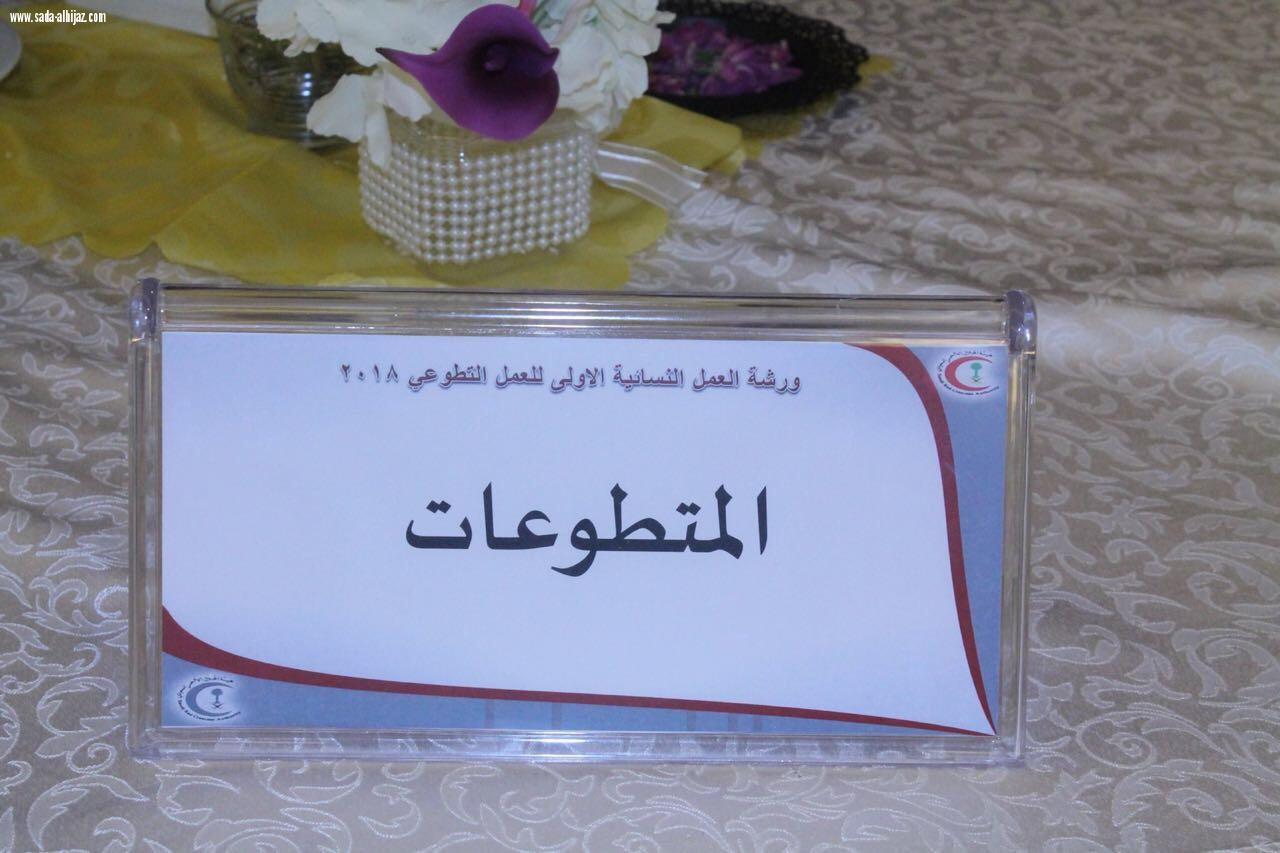 www.sada-alhijaz.com
ورشة العمل النسائية الاولى للعمل التطوعي ٢٠١٨
المتطوعات